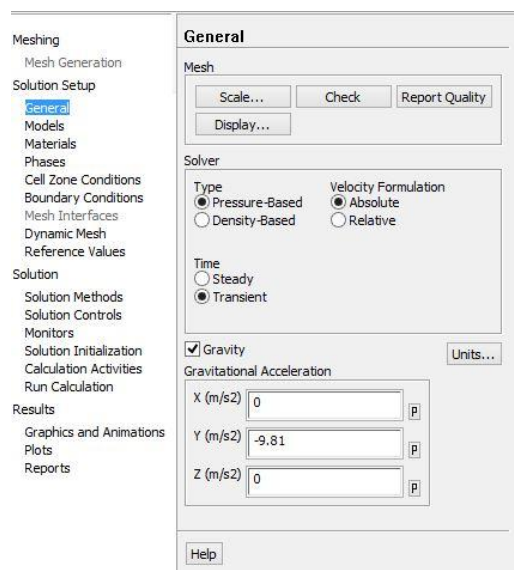 Meshing
Mesh Generation
Solution Setup
General
Models
Materials
Phases
Cell Zone Conditions
Boundary Conditions
Mesh Interfaces
Dynamic Mesh
Reference Values
Solution
Solution Methods
Solution Controls
Monitors
Solution Initialization
Calculation Activities
Run Calculation
Results
Graphics and Animations
Plots
Reports
General
Mesh
Scale... Check Report Quality
Display...
Solver
Type Velocity Formulation
Pressure-Based Absolute
Density-Based Relative
Time
Steady
Transient
Gravity Units...
Gravitational Acceleration
X (m/s2) 0 P
Y (m/s2) -9.81 P
Z (m/s2) 0 P
Help